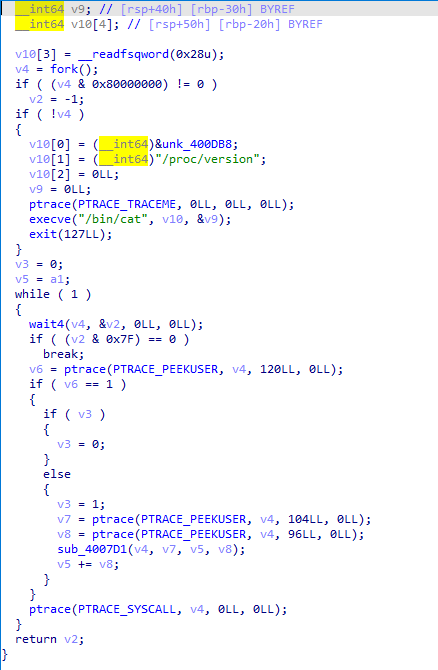 __int64 v9; // [rsp+40h] [rbp-30h] BYREF
__int64 v10[4]; // [rsp+50h] [rbp-20h] BYREF
v10[3] = __readfsqword(0x28u);
v4 = fork();
if ( (v4 & 0x80000000) != 0 )
v2 = -1;
if ( !v4 )
{
v10[0] = (__int64)&unk_400DB8;
v10[1] = (__int64)"/proc/version";
v10[2] = 0LL;
v9 = 0LL;
ptrace(PTRACE_TRACEME, 0LL, 0LL, 0LL);
execve("/bin/cat", v10, &v9);
exit(127LL);
}
v3 = 0;
v5 = a1;
while ( 1 )
{
wait4(v4, &v2, 0LL, 0LL);
if ( (v2 & 0x7F) == 0 )
break;
v6 = ptrace(PTRACE_PEEKUSER, v4, 120LL, 0LL);
if ( v6 == 1 )
{
if ( v3 )
{
v3 = 0;
}
else
{
v3 = 1;
v7 = ptrace(PTRACE_PEEKUSER, v4, 104LL, 0LL);
v8 = ptrace(PTRACE_PEEKUSER, v4, 96LL, 0LL);
sub_4007D1(v4, v7, v5, v8);
v5 += v8;
}
}
ptrace(PTRACE_SYSCALL, v4, 0LL, 0LL);
}
return v2;
}